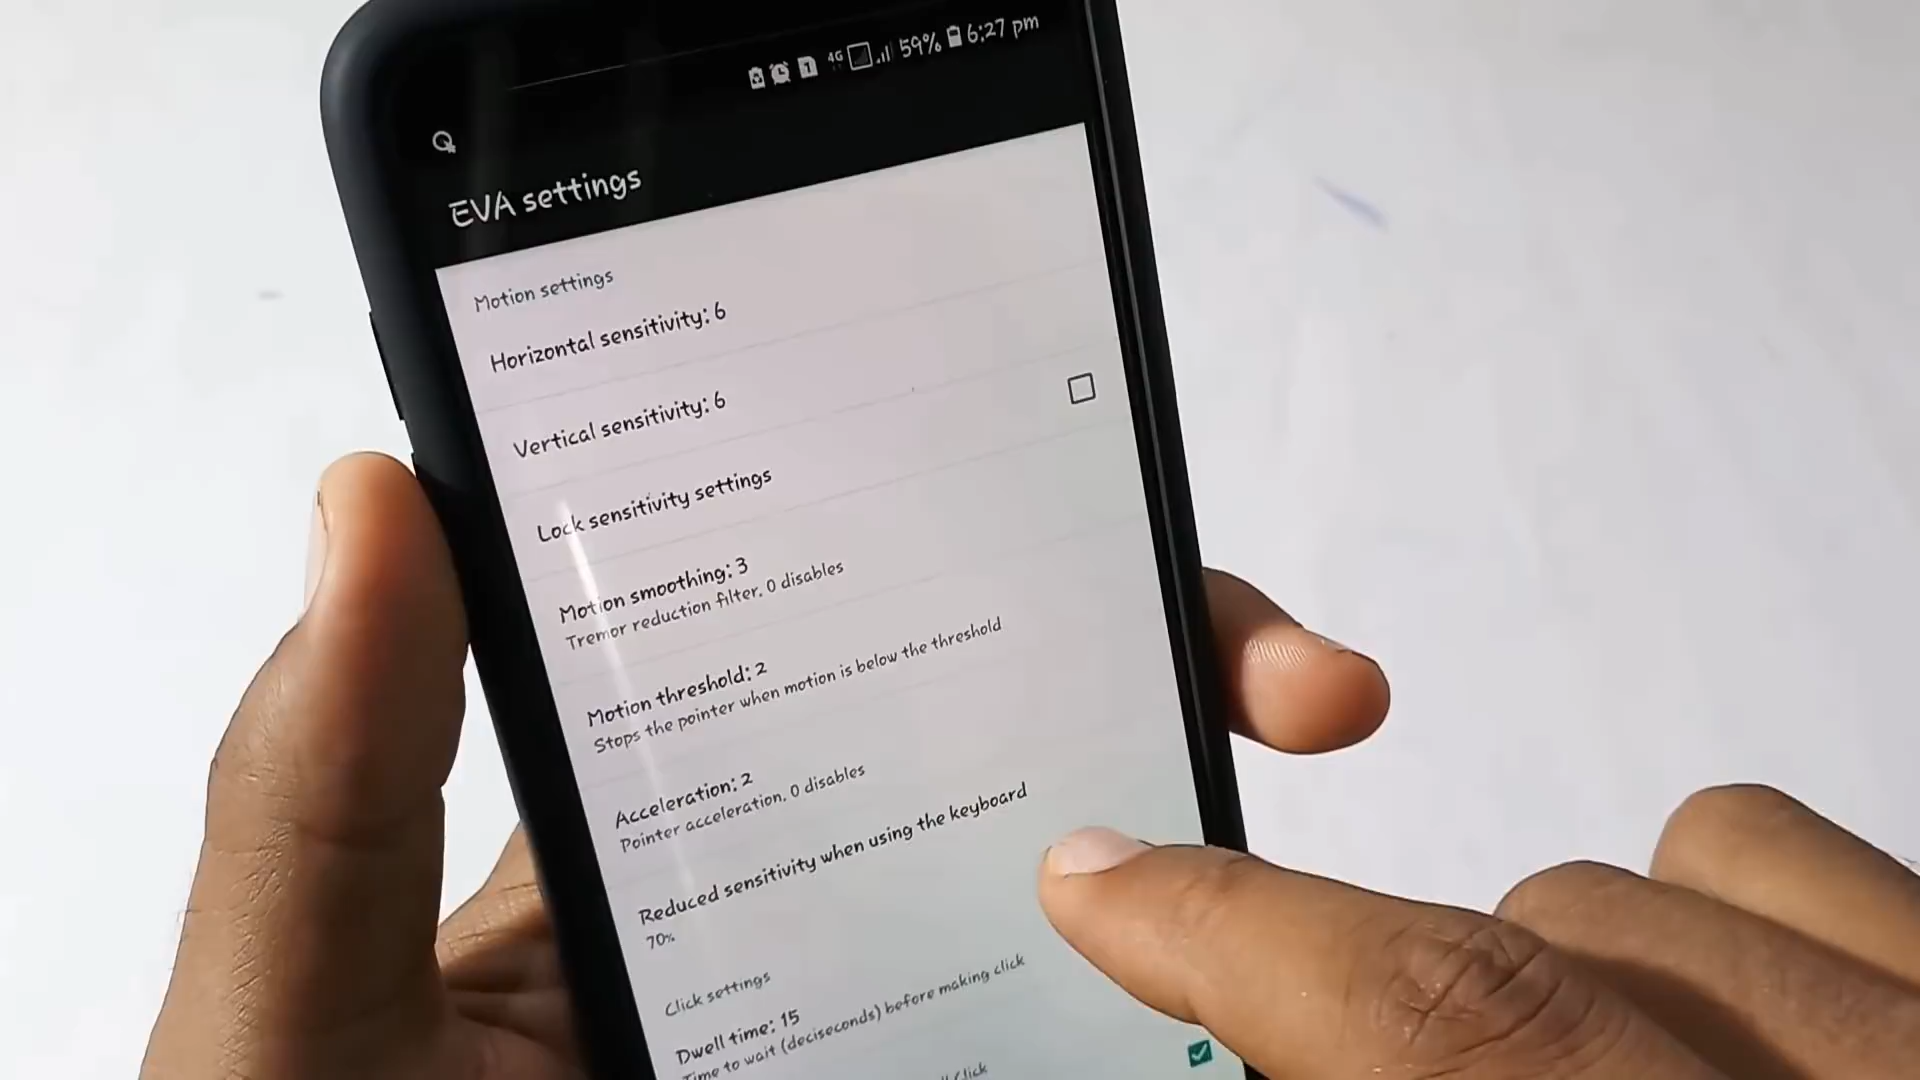 4G 59% 6:27 pm
EVA settings
Motion settings
Horizontal sensitivity: 6
Vertical sensitivity: 6
Lock sensitivity settings
Motion smoothing: 3
Tremor reduction filter. 0 disables
Motion threshold: 2
Stops the pointer when motion is below the threshold
Acceleration: 2
Pointer acceleration. 0 disables
Reduced sensitivity when using the keyboard
70%
Click settings
Dwell time: 15
Time to wait (deciseconds) before making click
click